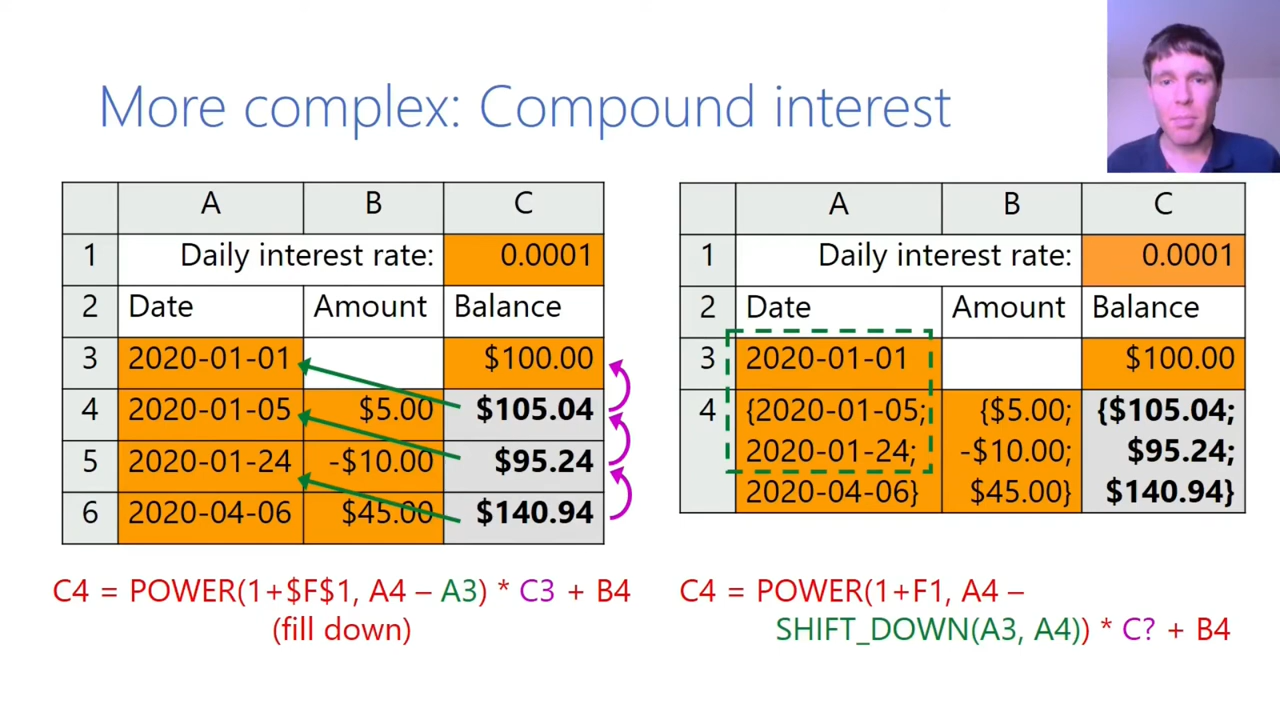 More complex: Compound interest
A B C
1 Daily interest rate: 0.0001
2 Date Amount Balance
3 2020-01-01 $100.00
4 2020-01-05 $5.00 $105.04
5 2020-01-24 -$10.00 $95.24
6 2020-04-06 $45.00 $140.94
C4 = POWER(1+$F$1, A4 – A3) * C3 + B4
(fill down)
A B C
1 Daily interest rate: 0.0001
2 Date Amount Balance
3 2020-01-01 $100.00
4 {2020-01-05; {$5.00; {$105.04;
2020-01-24; -$10.00; $95.24;
2020-04-06} $45.00} $140.94}
C4 = POWER(1+F1, A4 –
SHIFT_DOWN(A3, A4)) * C? + B4